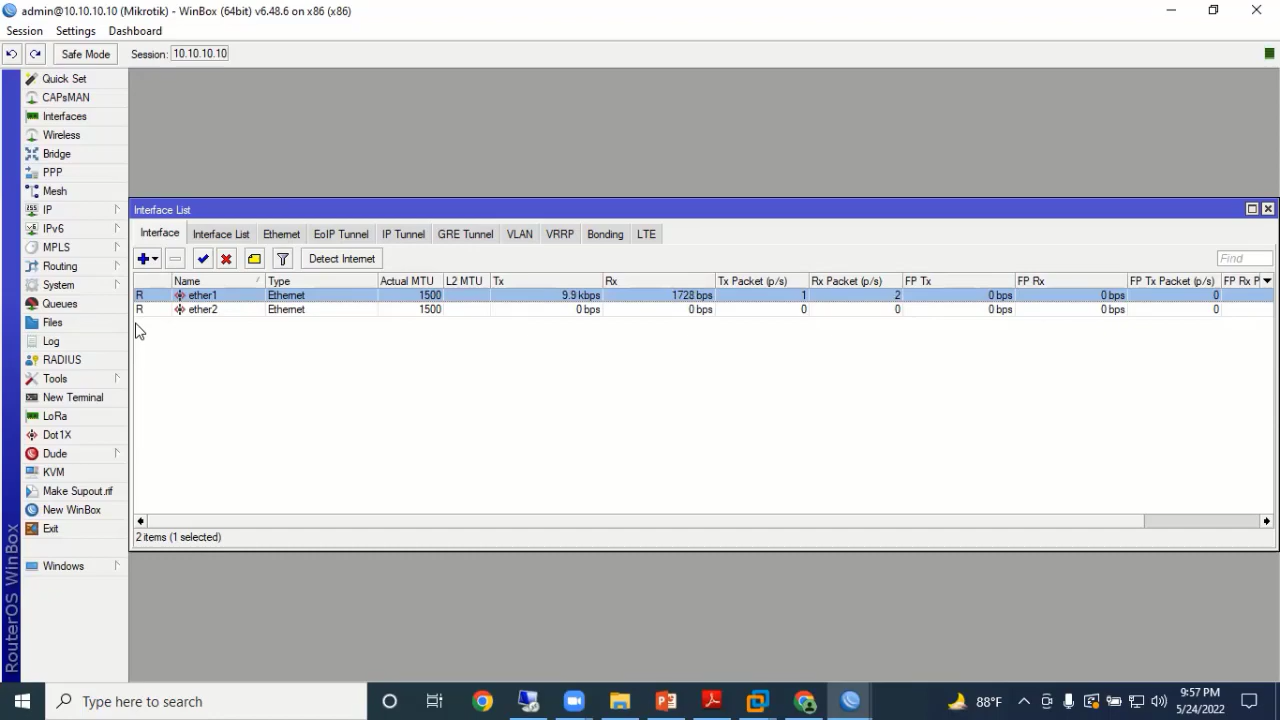 admin@10.10.10.10 (Mikrotik) - WinBox (64bit) v6.48.6 on x86 (x86)
Session Settings Dashboard
Safe Mode Session: 10.10.10.10
Quick Set
CAPsMAN
Interfaces
Wireless
Bridge
PPP
Mesh
255 IP
v6 IPv6
MPLS
Routing
System
Queues
Files
Log
RADIUS
Tools
New Terminal
LoRa
Dot1X
Dude
KVM
Make Supout.rif
New WinBox
Exit
Windows
RouterOS WinBox
Interface List
Interface Interface List Ethernet EoIP Tunnel IP Tunnel GRE Tunnel VLAN VRRP Bonding LTE
Detect Internet Find
Name Type Actual MTU L2 MTU Tx Rx Tx Packet (p/s) Rx Packet (p/s) FP Tx FP Rx FP Tx Packet (p/s) FP Rx P
R ether1 Ethernet 1500 9.9 kbps 1728 bps 1 2 0 bps 0 bps 0
R ether2 Ethernet 1500 0 bps 0 bps 0 0 0 bps 0 bps 0
2 items (1 selected)
Type here to search 88°F 9:57 PM
5/24/2022